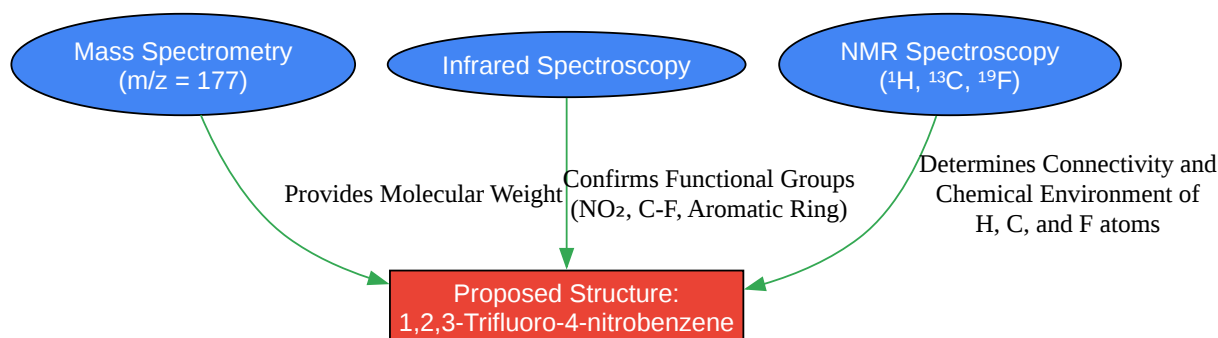 Mass Spectrometry
(m/z = 177)
Infrared Spectroscopy
NMR Spectroscopy
(¹H, ¹³C, ¹⁹F)
Provides Molecular Weight
Confirms Functional Groups
(NO₂, C-F, Aromatic Ring)
Determines Connectivity and
Chemical Environment of
H, C, and F atoms
Proposed Structure:
1,2,3-Trifluoro-4-nitrobenzene